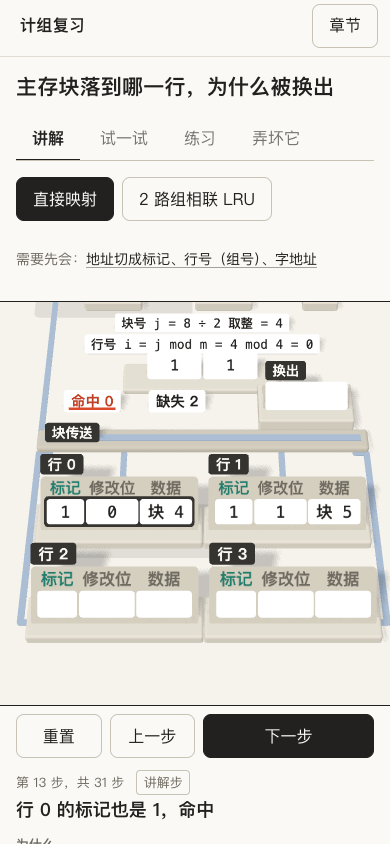 计组复习
章节
主存块落到哪一行，为什么被换出
讲解 试一试 练习 弄坏它
直接映射 2 路组相联 LRU
需要先会：地址切成标记、行号（组号）、字地址
块号 j = 8 ÷ 2 取整 = 4
行号 i = j mod m = 4 mod 4 = 0
1 1
换出
命中 0 缺失 2
块传送
行 0 行 1
标记 修改位 数据 标记 修改位 数据
1 0 块 4 1 1 块 5
行 2 行 3
标记 修改位 数据 标记 修改位 数据
重置 上一步 下一步
第 13 步，共 31 步 讲解步
行 0 的标记也是 1，命中
为什么